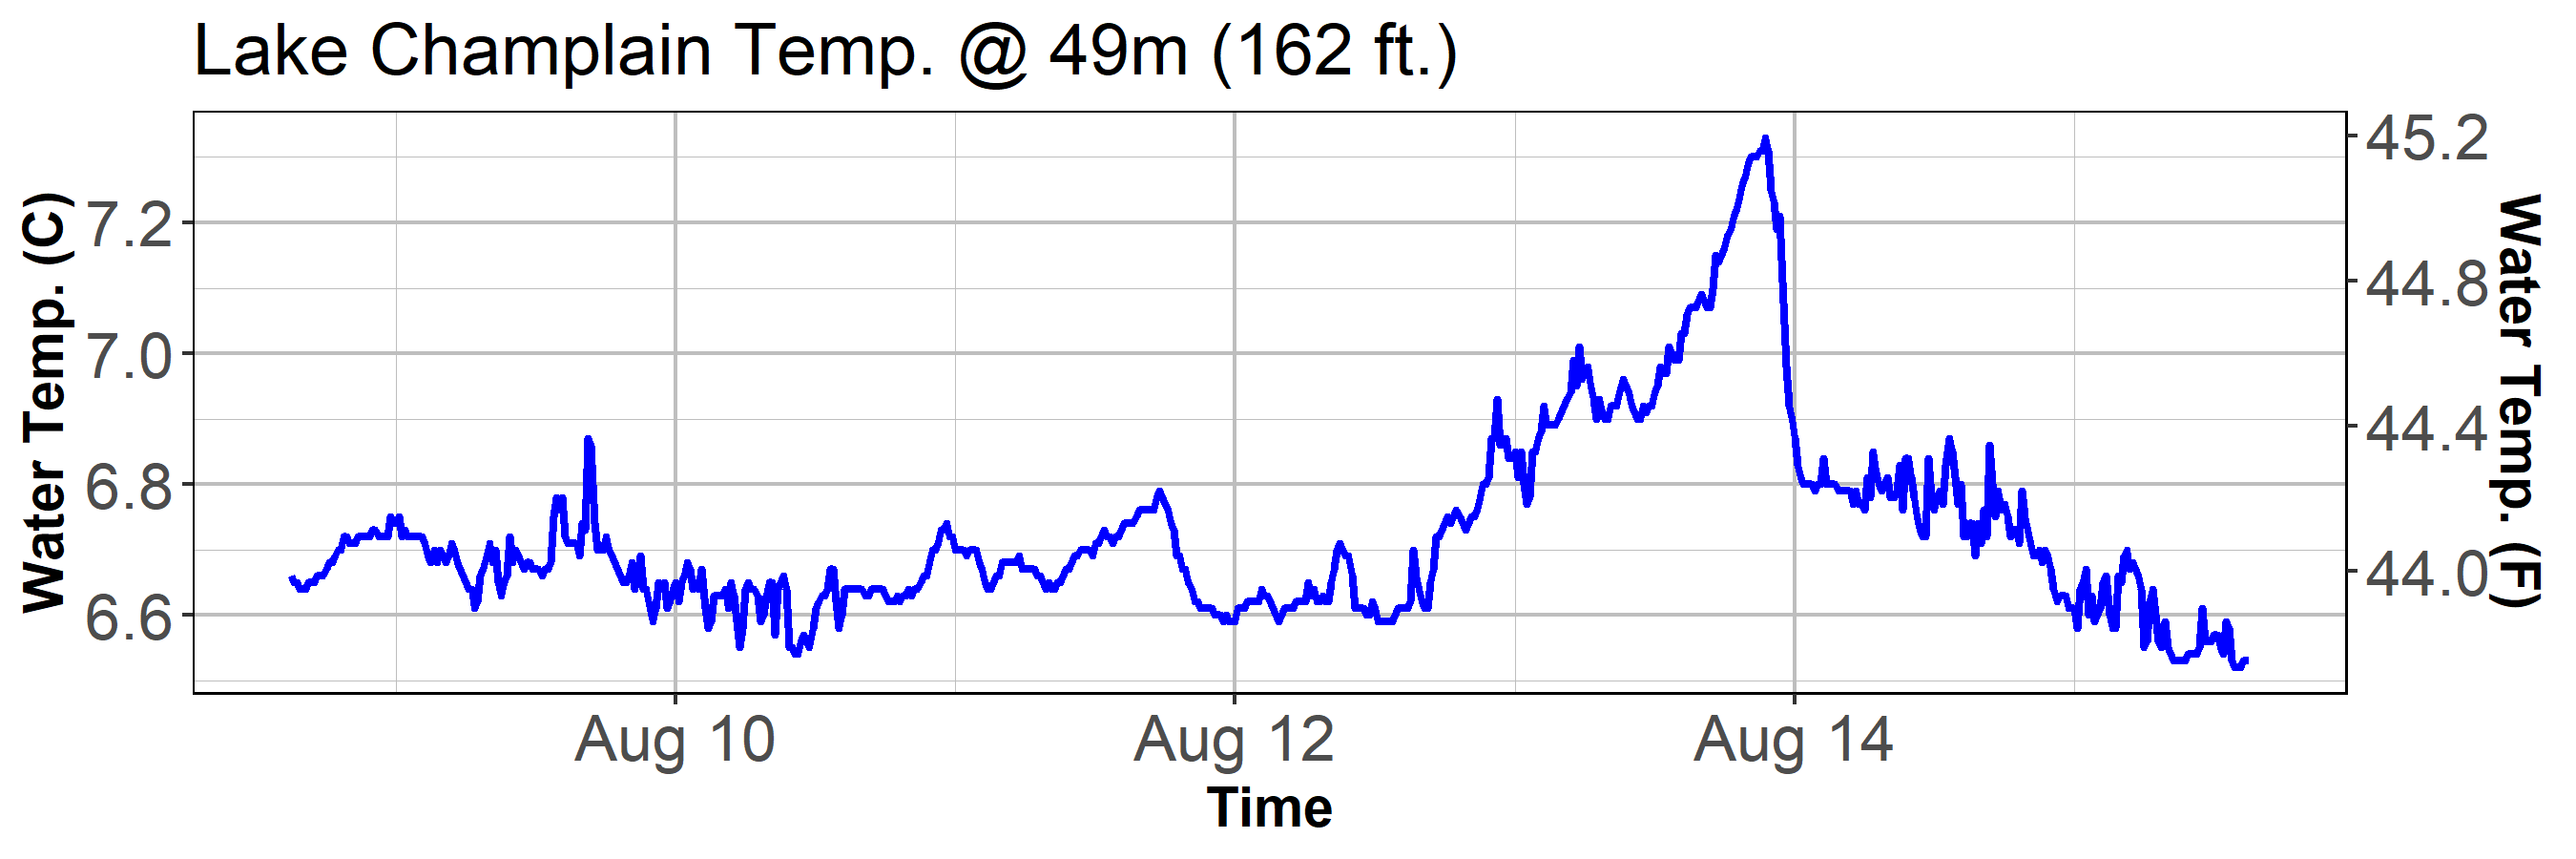 Lake Champlain Temp. @ 49m (162 ft.)
Water Temp. (C)
7.2
7.0
6.8
6.6
45.2
44.8
44.4
44.0
Water Temp. (F)
Aug 10
Aug 12
Aug 14
Time